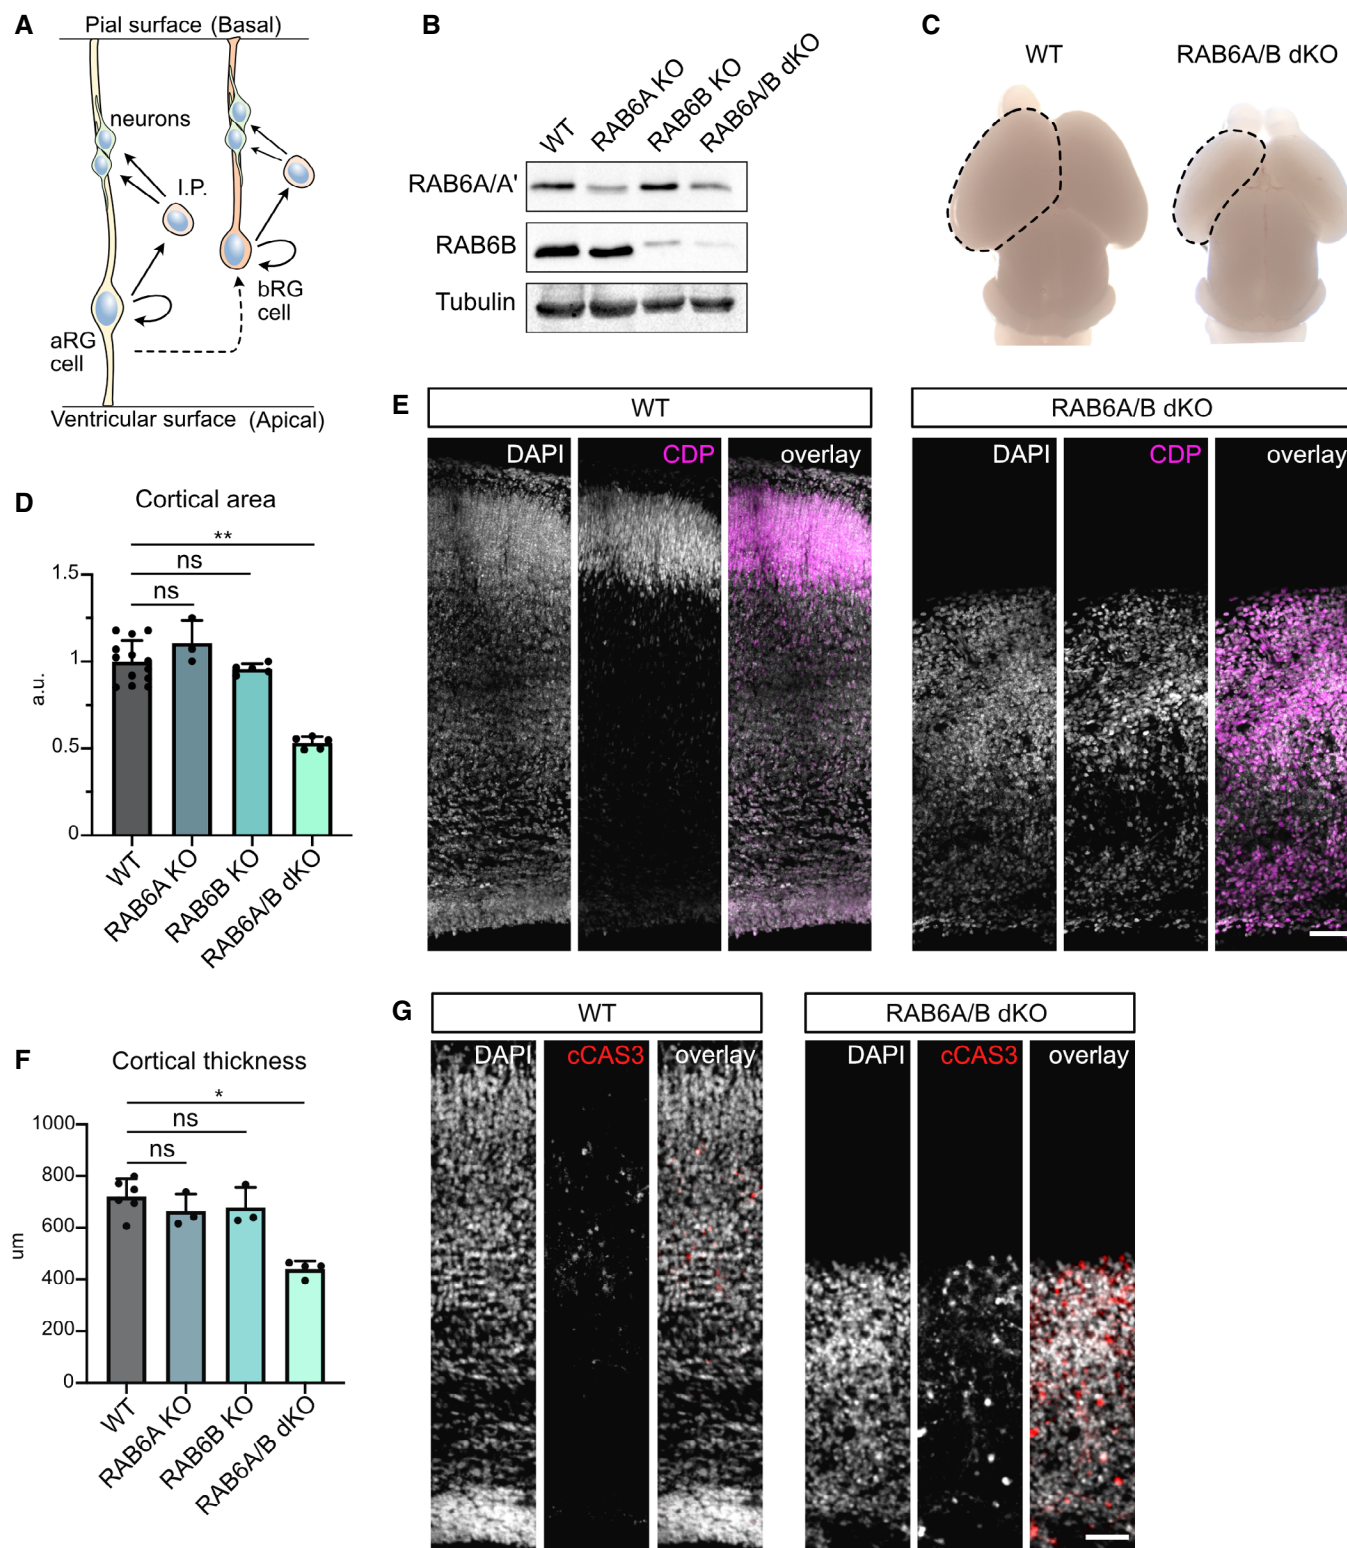 A
Pial surface (Basal)
neurons
I.P.
bRG
cell
aRG
cell
Ventricular surface (Apical)
B
WT
RAB6A KO
RAB6B KO
RAB6A/B dKO
RAB6A/A'
RAB6B
Tubulin
C
WT
RAB6A/B dKO
D
Cortical area
**
ns
ns
1.5
1
0.5
0
a.u.
WT
RAB6A KO
RAB6B KO
RAB6A/B dKO
E
WT
RAB6A/B dKO
DAPI
CDP
overlay
DAPI
CDP
overlay
F
Cortical thickness
*
ns
ns
1000
800
600
400
200
0
um
WT
RAB6A KO
RAB6B KO
RAB6A/B dKO
G
WT
RAB6A/B dKO
DAPI
cCAS3
overlay
DAPI
cCAS3
overlay